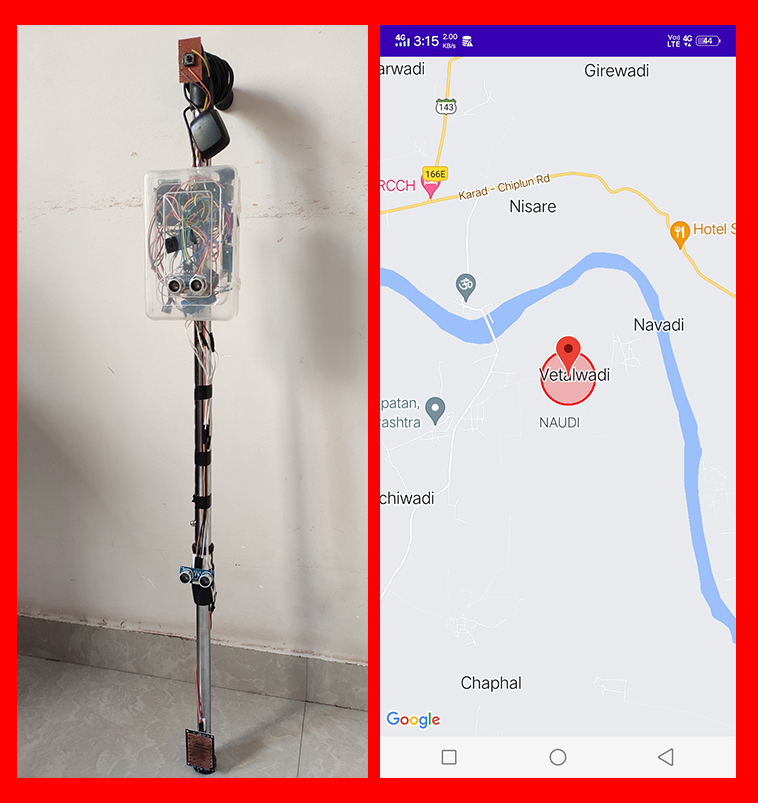 4G 3:15 2.00
KB/s
Vo))
LTE 4G 44
arwadi
Girewadi
143
166E
RCCH
Karad - Chiplun Rd
Nisare
Hotel S
ॐ
Navadi
Vetalwadi
patan,
ashtra
NAUDI
chiwadi
Chaphal
Google